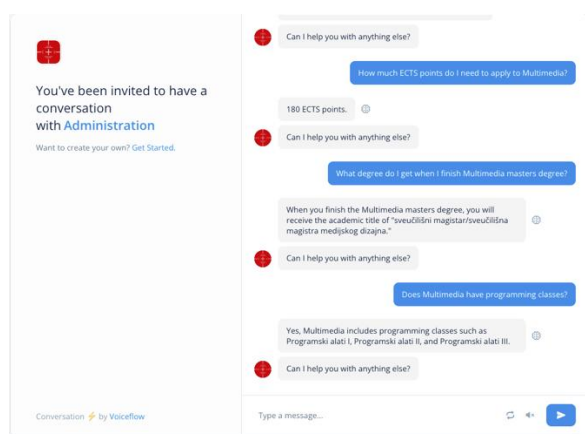 You've been invited to have a
conversation
with Administration
Want to create your own? Get Started.
Conversation ⚡ by Voiceflow
Can I help you with anything else?
How much ECTS points do I need to apply to Multimedia?
180 ECTS points.
Can I help you with anything else?
What degree do I get when I finish Multimedia masters degree?
When you finish the Multimedia masters degree, you will
receive the academic title of "sveučilišni magistar/sveučilišna
magistra medijskog dizajna."
Can I help you with anything else?
Does Multimedia have programming classes?
Yes, Multimedia includes programming classes such as
Programski alati I, Programski alati II, and Programski alati III.
Can I help you with anything else?
Type a message...